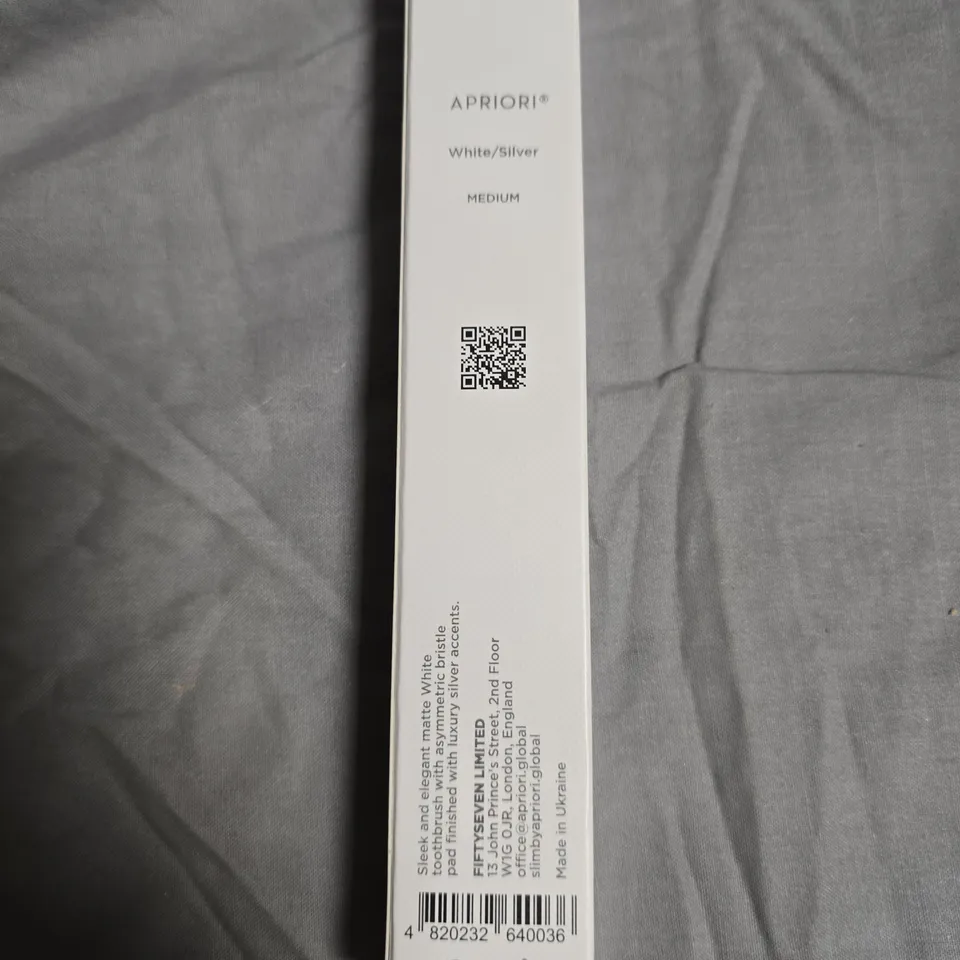 APRIORI®
White/Silver
MEDIUM
Sleek and elegant matte White
toothbrush with asymmetric bristle
pad finished with luxury silver accents.
FIFTYSEVEN LIMITED
13 John Prince's Street, 2nd Floor
W1G 0JR, London, England
office@apriori.global
slimbyapriori.global
Made in Ukraine
4 820232 640036